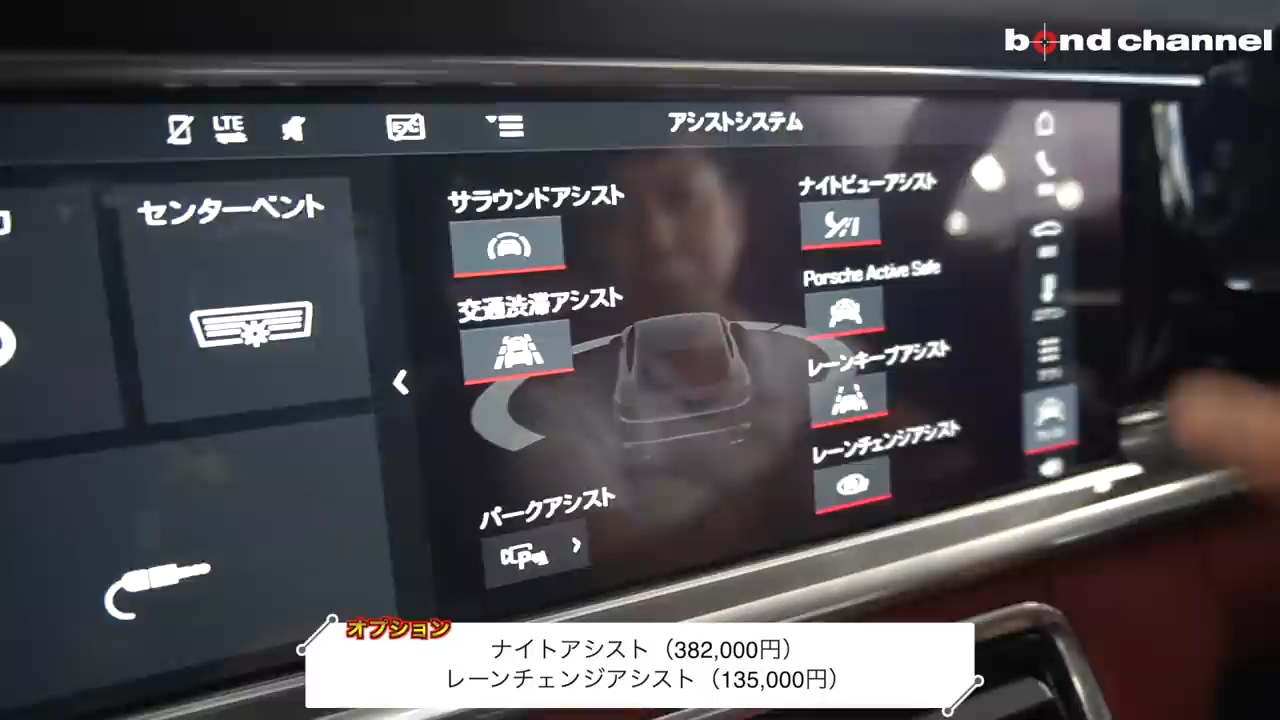 bond channel
LTE
アシストシステム
センターベント
サラウンドアシスト
交通渋滞アシスト
パークアシスト
ナイトビューアシスト
Porsche Active Safe
レーンキープアシスト
レーンチェンジアシスト
オプション
ナイトアシスト（382,000円）
レーンチェンジアシスト（135,000円）